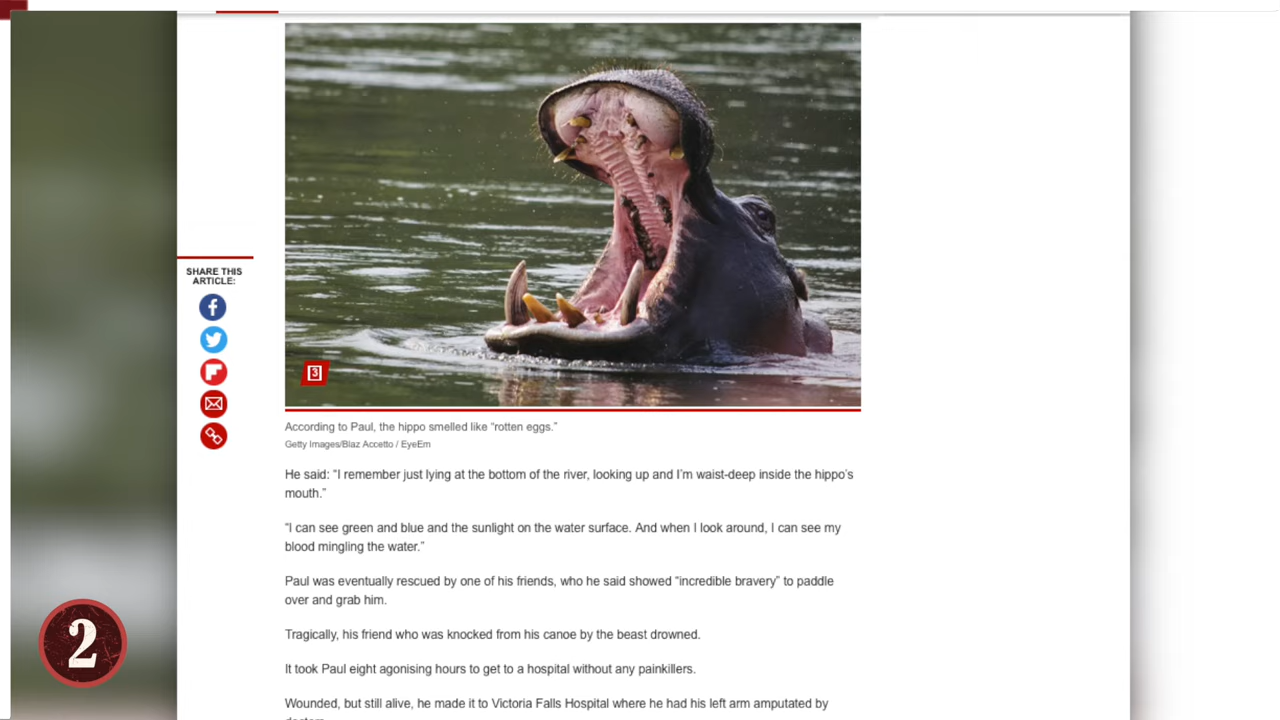 SHARE THIS
ARTICLE:
3
According to Paul, the hippo smelled like “rotten eggs.”
Getty Images/Blaz Accetto / EyeEm
He said: “I remember just lying at the bottom of the river, looking up and I’m waist-deep inside the hippo’s
mouth.”
“I can see green and blue and the sunlight on the water surface. And when I look around, I can see my
blood mingling the water.”
Paul was eventually rescued by one of his friends, who he said showed “incredible bravery” to paddle
over and grab him.
Tragically, his friend who was knocked from his canoe by the beast drowned.
It took Paul eight agonising hours to get to a hospital without any painkillers.
Wounded, but still alive, he made it to Victoria Falls Hospital where he had his left arm amputated by
2